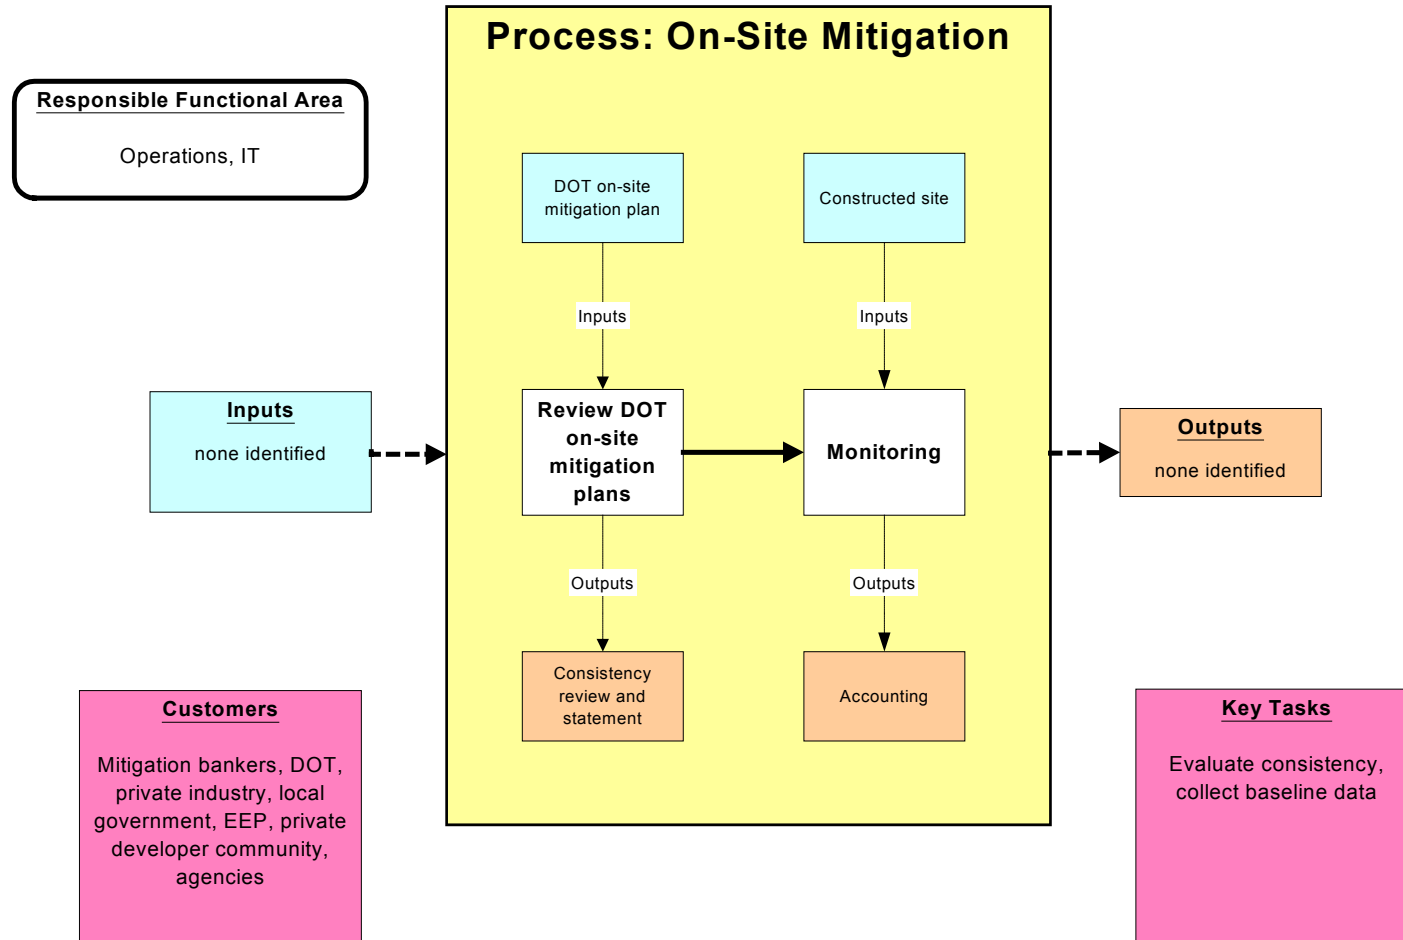 Process: On-Site Mitigation
Responsible Functional Area
Operations, IT
DOT on-site
mitigation plan
Constructed site
Inputs
Inputs
Inputs
none identified
Review DOT
on-site
mitigation
plans
Monitoring
Outputs
none identified
Outputs
Outputs
Consistency
review and
statement
Accounting
Customers
Mitigation bankers, DOT,
private industry, local
government, EEP, private
developer community,
agencies
Key Tasks
Evaluate consistency,
collect baseline data